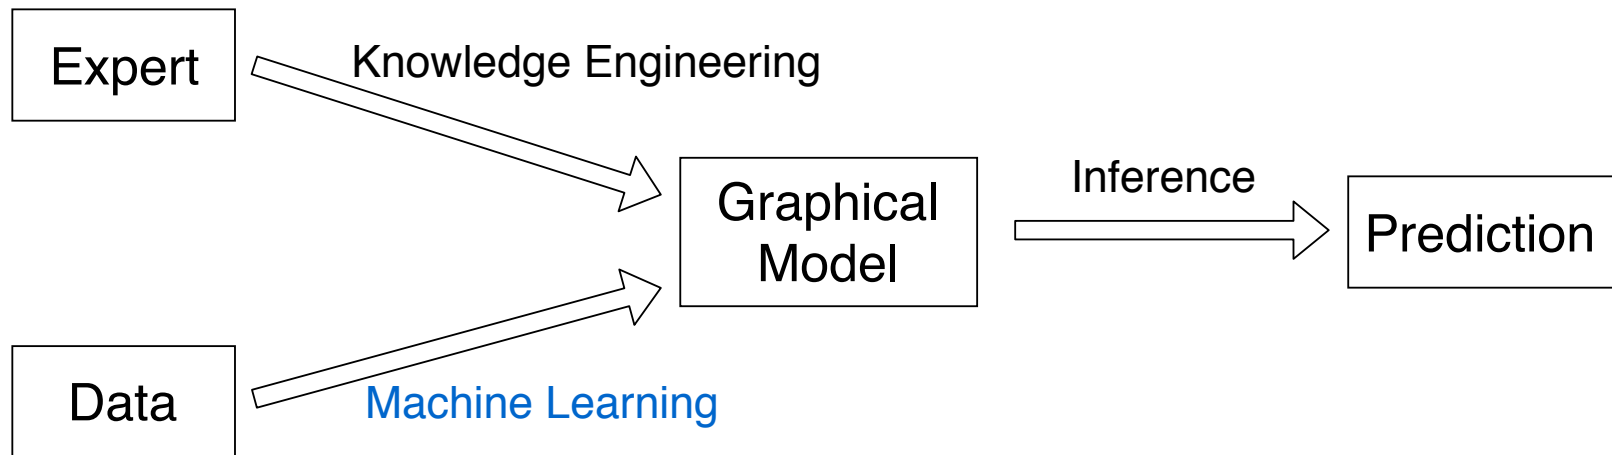 Expert
Knowledge Engineering
Graphical
Model
Inference
Prediction
Data
Machine Learning